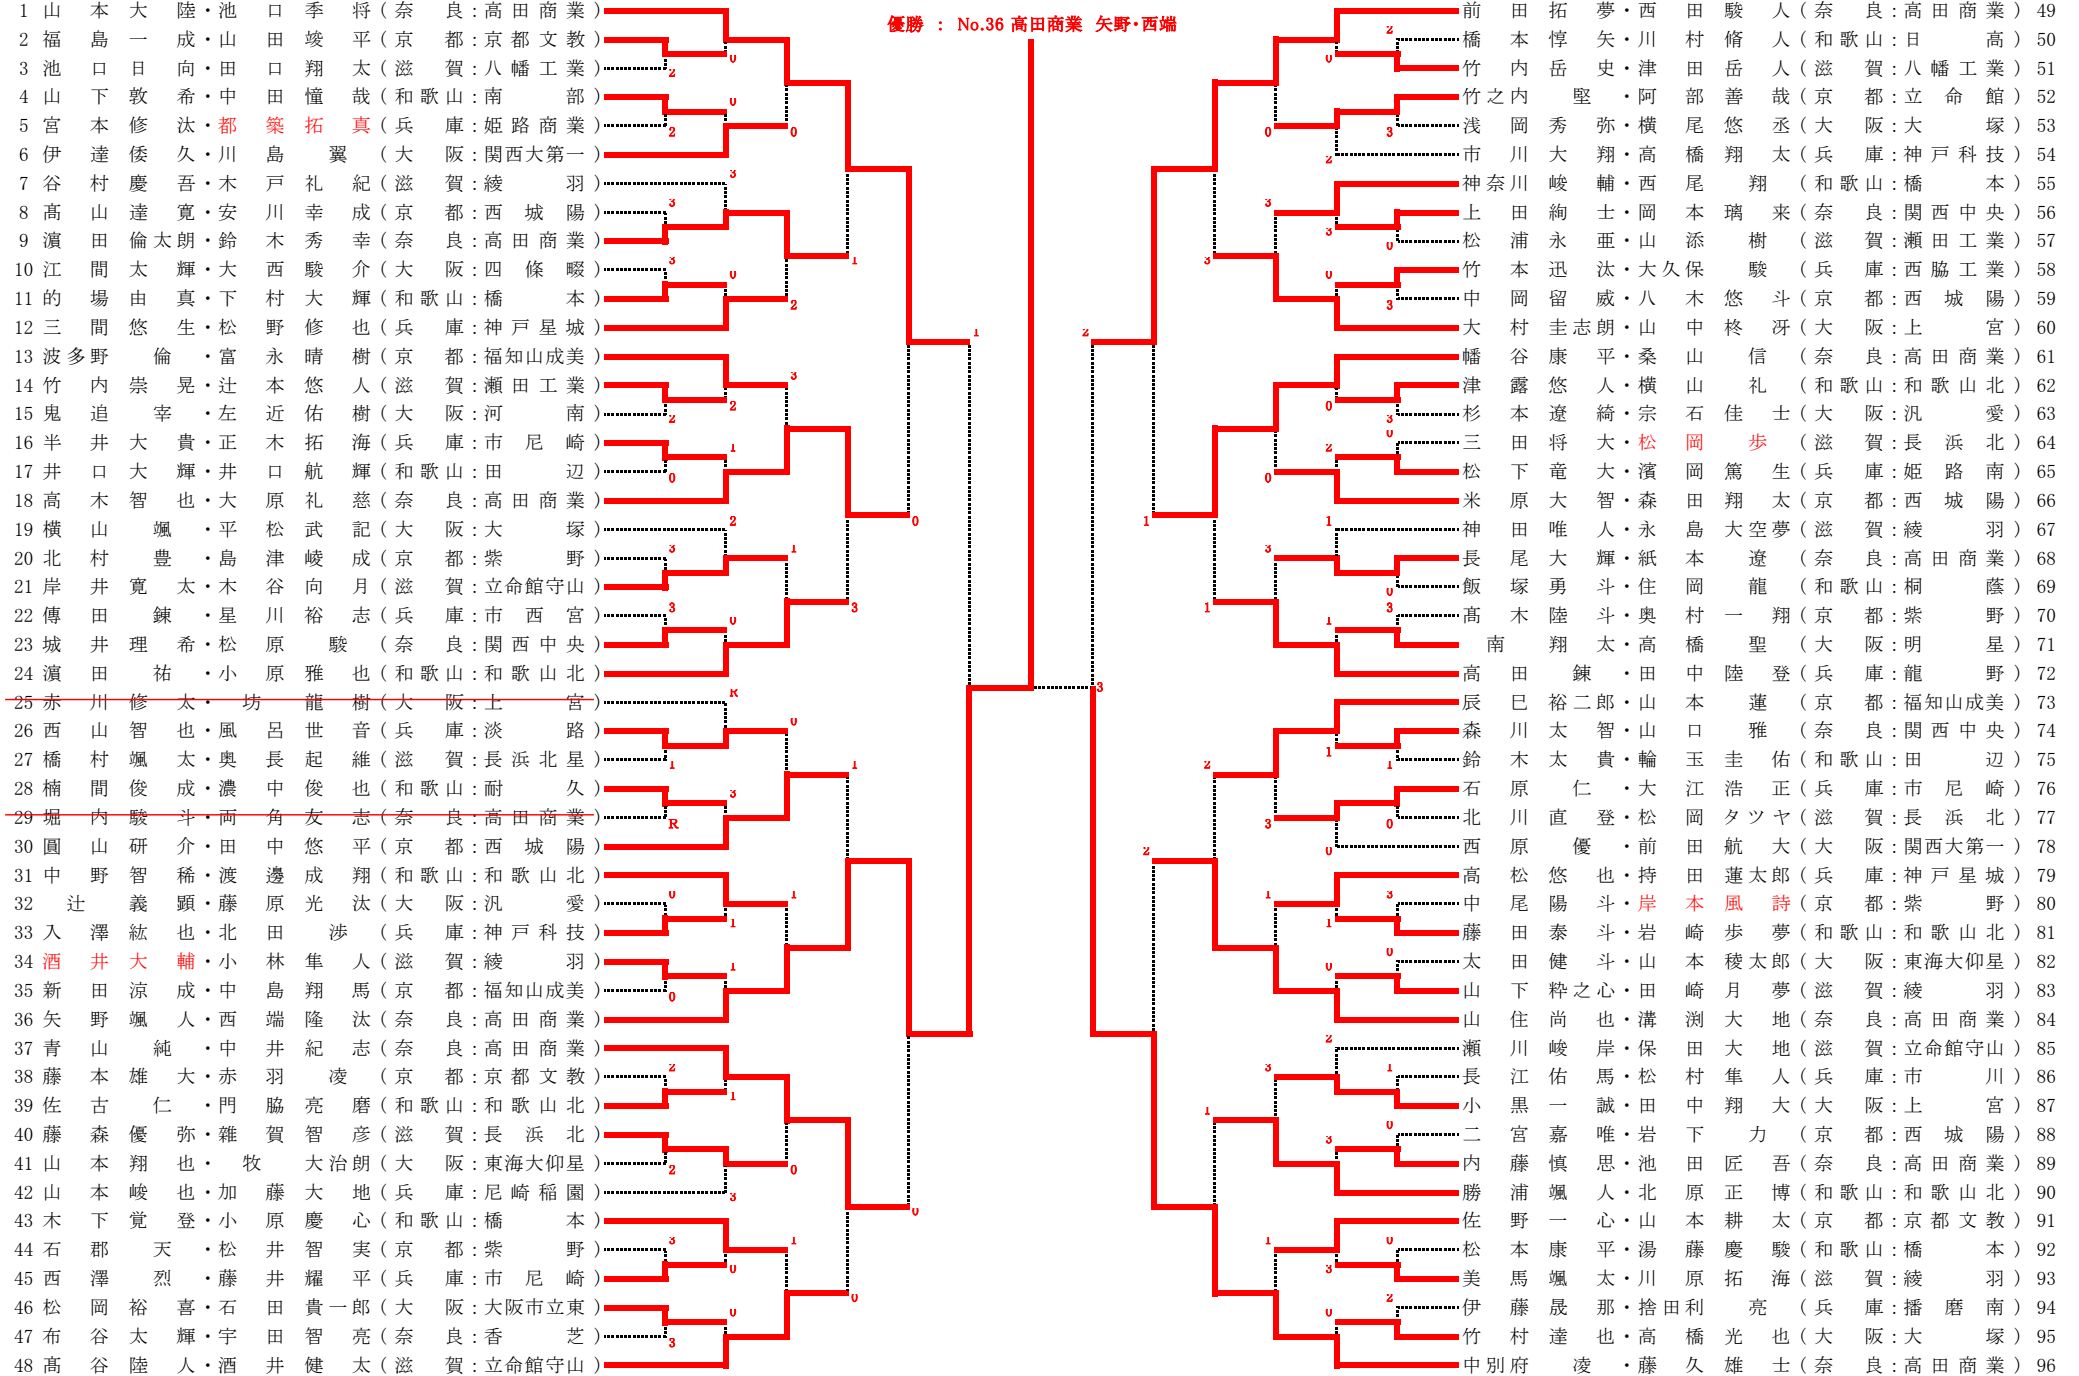 優勝 : No.36 高田商業 矢野・西端
1 山本大陸・池口季将(奈良:高田商業)
2 福島一成・山田竣平(京都:京都文教)
3 池口日向・田口翔太(滋賀:八幡工業)
4 山下敦希・中田憧哉(和歌山:南部)
5 宮本修汰・都築拓真(兵庫:姫路商業)
6 伊達倭久・川島翼(大阪:関西大第一)
7 谷村慶吾・木戸礼紀(滋賀:綾羽)
8 髙山達寛・安川幸成(京都:西城陽)
9 濵田倫太朗・鈴木秀幸(奈良:高田商業)
10 江間太輝・大西駿介(大阪:四條畷)
11 的場由真・下村大輝(和歌山:橋本)
12 三間悠生・松野修也(兵庫:神戸星城)
13 波多野倫・富永晴樹(京都:福知山成美)
14 竹内崇晃・辻本悠人(滋賀:瀬田工業)
15 鬼追宰・左近佑樹(大阪:河南)
16 半井大貴・正木拓海(兵庫:市尼崎)
17 井口大輝・井口航輝(和歌山:田辺)
18 高木智也・大原礼慈(奈良:高田商業)
19 横山颯・平松武記(大阪:大塚)
20 北村豊・島津崚成(京都:紫野)
21 岸井寛太・木谷向月(滋賀:立命館守山)
22 傳田錬・星川裕志(兵庫:市西宮)
23 城井理希・松原駿(奈良:関西中央)
24 濵田祐・小原雅也(和歌山:和歌山北)
25 赤川修太・坊龍樹(大阪:上宮)
26 西山智也・風呂世音(兵庫:淡路)
27 橋村颯太・奥長起維(滋賀:長浜北星)
28 楠間俊成・濃中俊也(和歌山:耐久)
29 堀内駿斗・両角友志(奈良:高田商業)
30 圓山研介・田中悠平(京都:西城陽)
31 中野智稀・渡邊成翔(和歌山:和歌山北)
32 辻義顕・藤原光汰(大阪:汎愛)
33 入澤紘也・北田渉(兵庫:神戸科技)
34 酒井大輔・小林隼人(滋賀:綾羽)
35 新田涼成・中島翔馬(京都:福知山成美)
36 矢野颯人・西端隆汰(奈良:高田商業)
37 青山純・中井紀志(奈良:高田商業)
38 藤本雄大・赤羽凌(京都:京都文教)
39 佐古仁・門脇亮磨(和歌山:和歌山北)
40 藤森優弥・雑賀智彦(滋賀:長浜北)
41 山本翔也・牧大治朗(大阪:東海大仰星)
42 山本峻也・加藤大地(兵庫:尼崎稲園)
43 木下覚登・小原慶心(和歌山:橋本)
44 石郡天・松井智実(京都:紫野)
45 西澤烈・藤井耀平(兵庫:市尼崎)
46 松岡裕喜・石田貴一郎(大阪:大阪市立東)
47 布谷太輝・宇田智亮(奈良:香芝)
48 髙谷陸人・酒井健太(滋賀:立命館守山)
前田拓夢・西田駿人(奈良:高田商業) 49
橋本惇矢・川村脩人(和歌山:日高) 50
竹内岳史・津田岳人(滋賀:八幡工業) 51
竹之内堅・阿部善哉(京都:立命館) 52
浅岡秀弥・横尾悠丞(大阪:大塚) 53
市川大翔・高橋翔太(兵庫:神戸科技) 54
神奈川峻輔・西尾翔(和歌山:橋本) 55
上田絢士・岡本璃来(奈良:関西中央) 56
松浦永亜・山添樹(滋賀:瀬田工業) 57
竹本迅汰・大久保駿(兵庫:西脇工業) 58
中岡留威・八木悠斗(京都:西城陽) 59
大村圭志朗・山中柊冴(大阪:上宮) 60
幡谷康平・桑山信(奈良:高田商業) 61
津露悠人・横山礼(和歌山:和歌山北) 62
杉本遼綺・宗石佳士(大阪:汎愛) 63
三田将大・松岡歩(滋賀:長浜北) 64
松下竜大・濱岡篤生(兵庫:姫路南) 65
米原大智・森田翔太(京都:西城陽) 66
神田唯人・永島大空夢(滋賀:綾羽) 67
長尾大輝・紙本遼(奈良:高田商業) 68
飯塚勇斗・住岡龍(和歌山:桐蔭) 69
髙木陸斗・奥村一翔(京都:紫野) 70
南翔太・高橋聖(大阪:明星) 71
高田錬・田中陸登(兵庫:龍野) 72
辰巳裕二郎・山本蓮(京都:福知山成美) 73
森川太智・山口雅(奈良:関西中央) 74
鈴木太貴・輪玉圭佑(和歌山:田辺) 75
石原仁・大江浩正(兵庫:市尼崎) 76
北川直登・松岡タツヤ(滋賀:長浜北) 77
西原優・前田航大(大阪:関西大第一) 78
高松悠也・持田蓮太郎(兵庫:神戸星城) 79
中尾陽斗・岸本風詩(京都:紫野) 80
藤田泰斗・岩崎歩夢(和歌山:和歌山北) 81
太田健斗・山本稜太郎(大阪:東海大仰星) 82
山下粋之心・田崎月夢(滋賀:綾羽) 83
山住尚也・溝渕大地(奈良:高田商業) 84
瀬川峻岸・保田大地(滋賀:立命館守山) 85
長江佑馬・松村隼人(兵庫:市川) 86
小黒一誠・田中翔大(大阪:上宮) 87
二宮嘉唯・岩下力(京都:西城陽) 88
内藤慎思・池田匠吾(奈良:高田商業) 89
勝浦颯人・北原正博(和歌山:和歌山北) 90
佐野一心・山本耕太(京都:京都文教) 91
松本康平・湯藤慶駿(和歌山:橋本) 92
美馬颯太・川原拓海(滋賀:綾羽) 93
伊藤晟那・捨田利亮(兵庫:播磨南) 94
竹村達也・高橋光也(大阪:大塚) 95
中別府凌・藤久雄士(奈良:高田商業) 96